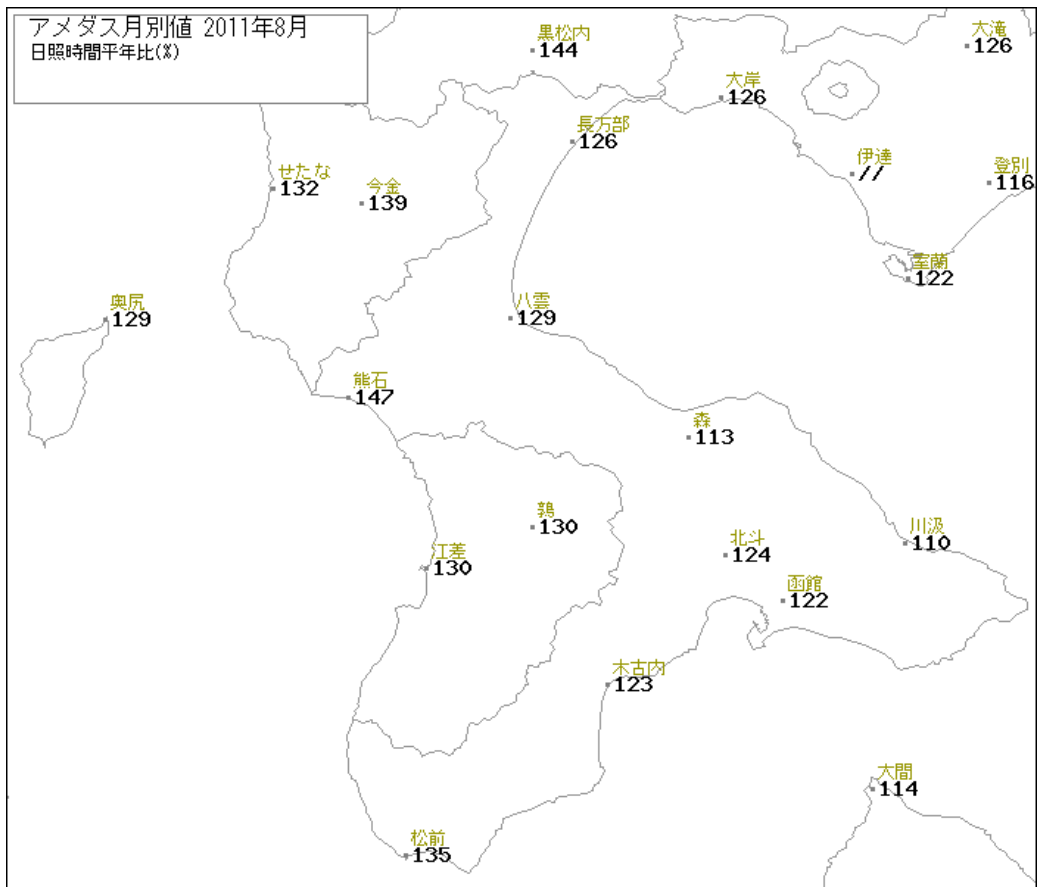 アメダス月別値 2011年8月
日照時間平年比(%)
黒松内
144
大滝
126
大岸
126
長万部
126
伊達
//
登別
116
せたな
132
今金
139
室蘭
122
奥尻
129
八雲
129
熊石
147
森
113
鶉
130
川汲
110
北斗
124
江差
130
函館
122
木古内
123
大間
114
松前
135